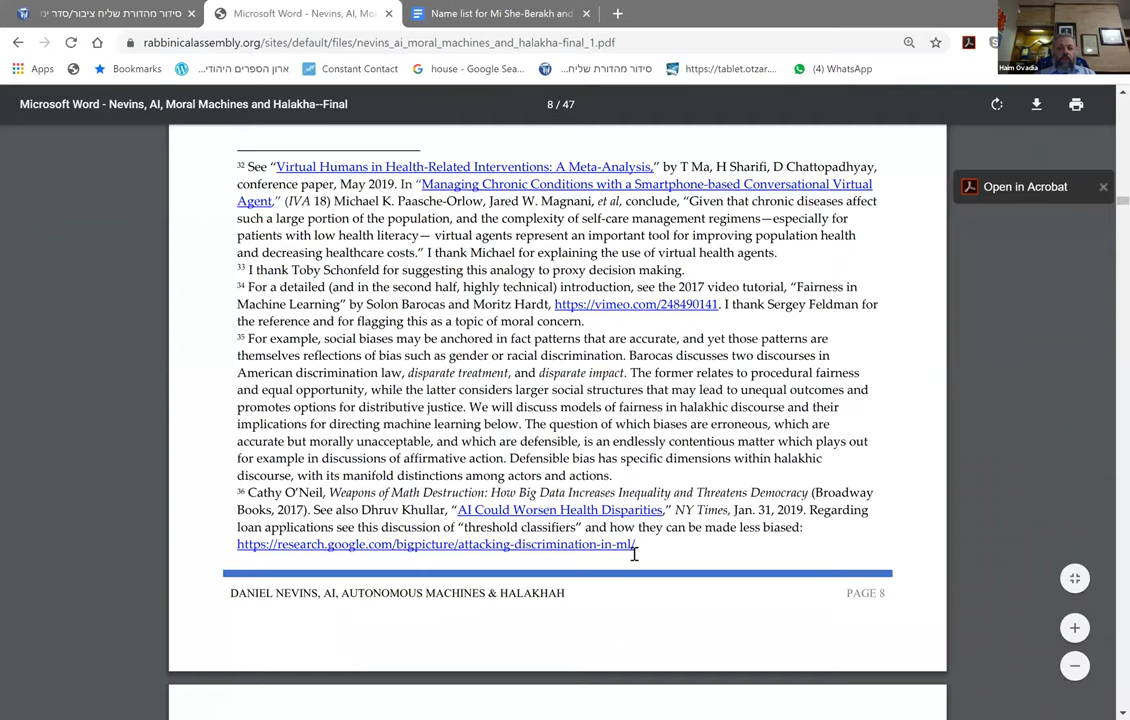 סידור מהדורת שליח ציבור/סדר ימי
Microsoft Word - Nevins, AI, Mo
Name list for Mi She-Berakh and
rabbinicalassembly.org/sites/default/files/nevins_ai_moral_machines_and_halakha-final_1.pdf
Apps
Bookmarks
ארון הספרים היהודי...
Constant Contact
house - Google Sea...
סידור מהדורת שליח...
https://tablet.otzar....
(4) WhatsApp
Haim Ovadia
Microsoft Word - Nevins, AI, Moral Machines and Halakha--Final
8 / 47
Open in Acrobat
32 See “Virtual Humans in Health-Related Interventions: A Meta-Analysis,” by T Ma, H Sharifi, D Chattopadhyay,
conference paper, May 2019. In “Managing Chronic Conditions with a Smartphone-based Conversational Virtual
Agent,” (IVA 18) Michael K. Paasche-Orlow, Jared W. Magnani, et al, conclude, “Given that chronic diseases affect
such a large portion of the population, and the complexity of self-care management regimens—especially for
patients with low health literacy— virtual agents represent an important tool for improving population health
and decreasing healthcare costs.” I thank Michael for explaining the use of virtual health agents.
33 I thank Toby Schonfeld for suggesting this analogy to proxy decision making.
34 For a detailed (and in the second half, highly technical) introduction, see the 2017 video tutorial, “Fairness in
Machine Learning” by Solon Barocas and Moritz Hardt, https://vimeo.com/248490141. I thank Sergey Feldman for
the reference and for flagging this as a topic of moral concern.
35 For example, social biases may be anchored in fact patterns that are accurate, and yet those patterns are
themselves reflections of bias such as gender or racial discrimination. Barocas discusses two discourses in
American discrimination law, disparate treatment, and disparate impact. The former relates to procedural fairness
and equal opportunity, while the latter considers larger social structures that may lead to unequal outcomes and
promotes options for distributive justice. We will discuss models of fairness in halakhic discourse and their
implications for directing machine learning below. The question of which biases are erroneous, which are
accurate but morally unacceptable, and which are defensible, is an endlessly contentious matter which plays out
for example in discussions of affirmative action. Defensible bias has specific dimensions within halakhic
discourse, with its manifold distinctions among actors and actions.
36 Cathy O’Neil, Weapons of Math Destruction: How Big Data Increases Inequality and Threatens Democracy (Broadway
Books, 2017). See also Dhruv Khullar, “AI Could Worsen Health Disparities,” NY Times, Jan. 31, 2019. Regarding
loan applications see this discussion of “threshold classifiers” and how they can be made less biased:
https://research.google.com/bigpicture/attacking-discrimination-in-ml/
DANIEL NEVINS, AI, AUTONOMOUS MACHINES & HALAKHAH
PAGE 8